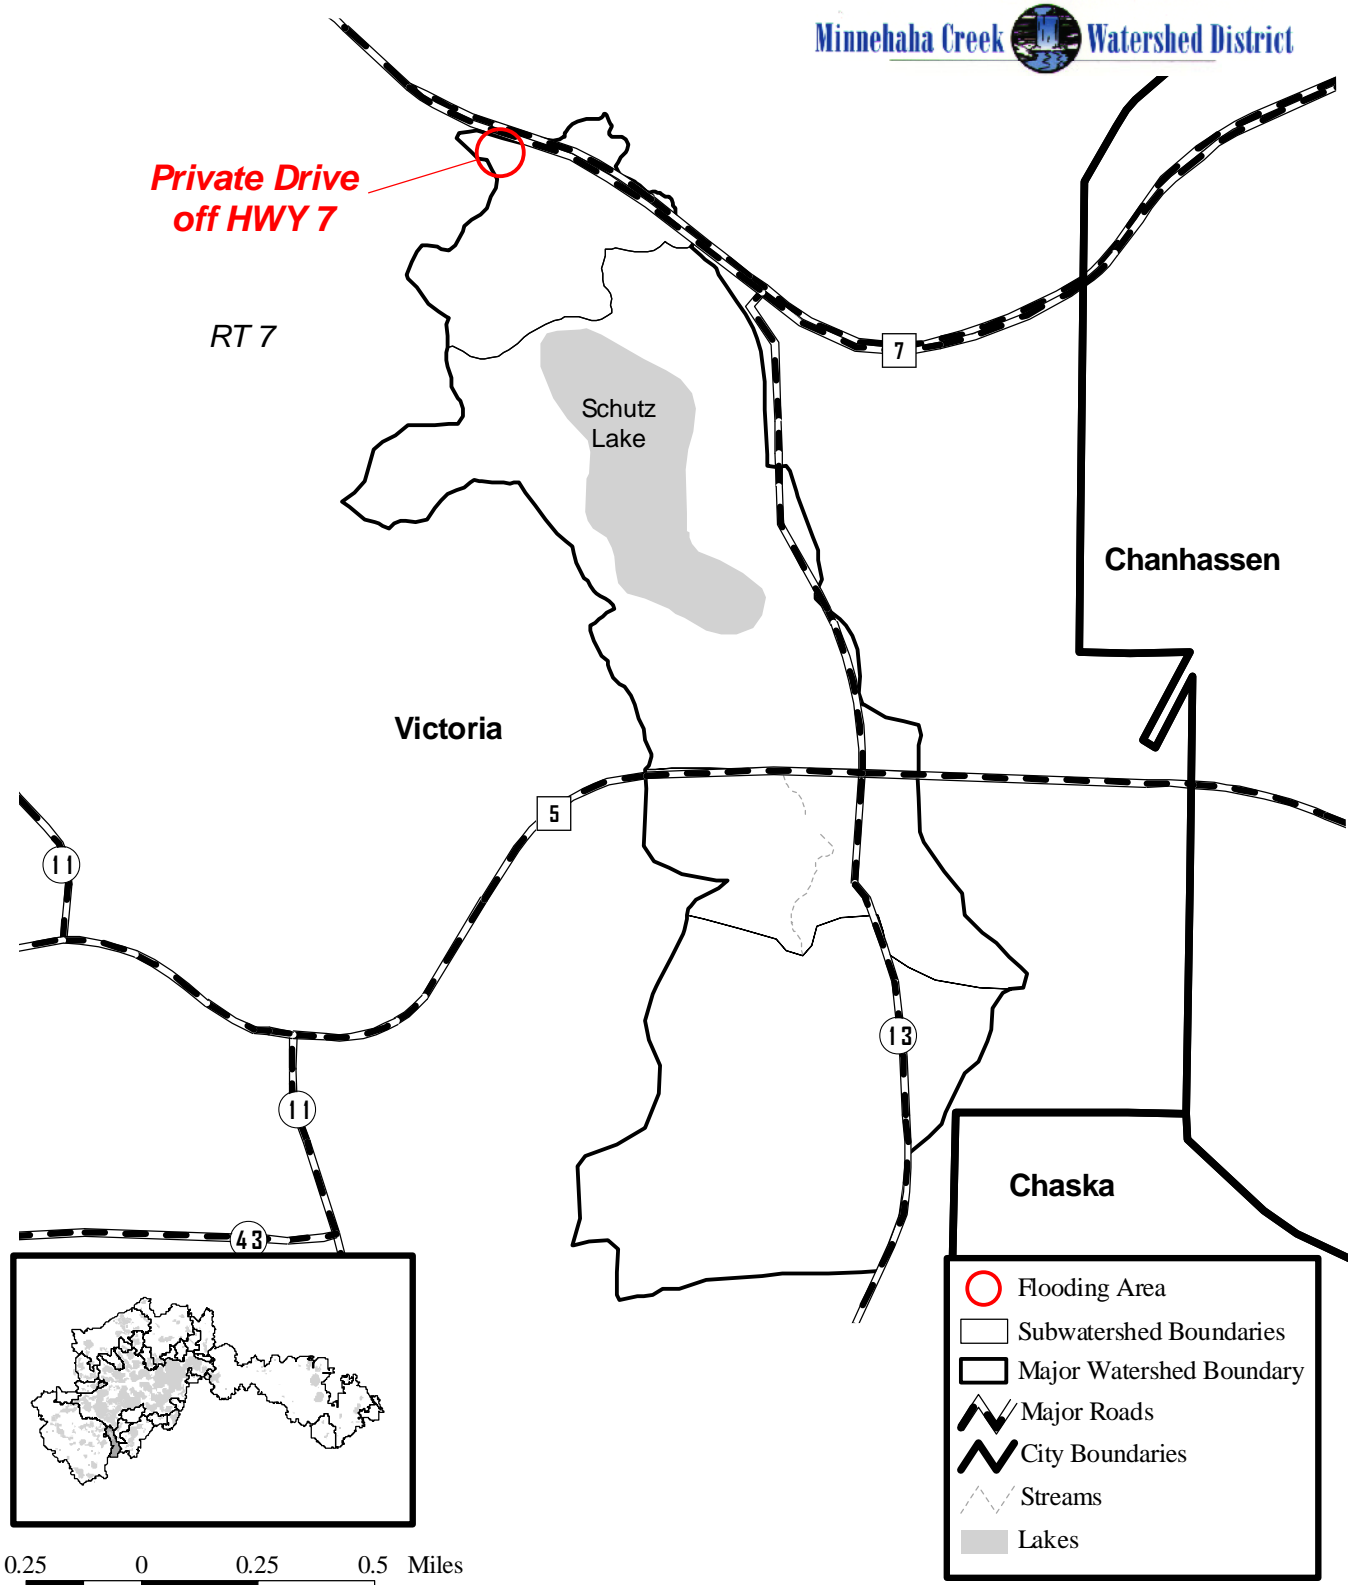 Minnehaha Creek Watershed District
Private Drive
off HWY 7
RT 7
7
Schutz
Lake
Chanhassen
Victoria
5
11
13
11
Chaska
43
Flooding Area
Subwatershed Boundaries
Major Watershed Boundary
Major Roads
City Boundaries
Streams
Lakes
0.25 0 0.25 0.5 Miles